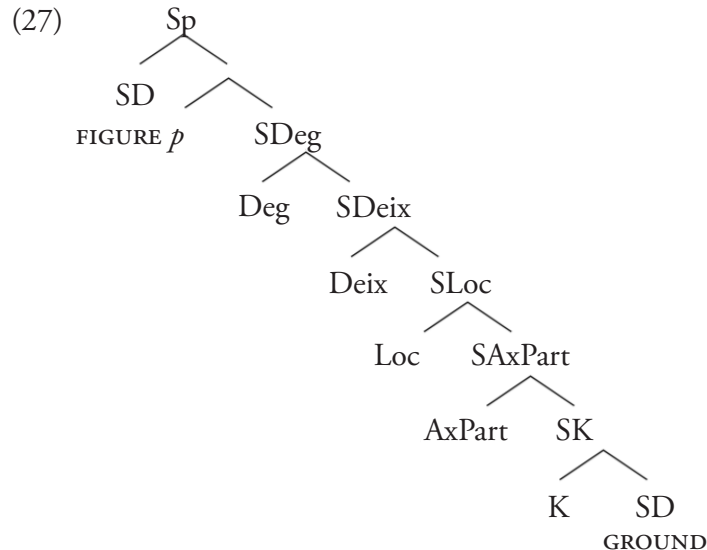 (27) Sp
SD
FIGURE p
SDeg
Deg SDeix
Deix SLoc
Loc SAxPart
AxPart SK
K SD
GROUND